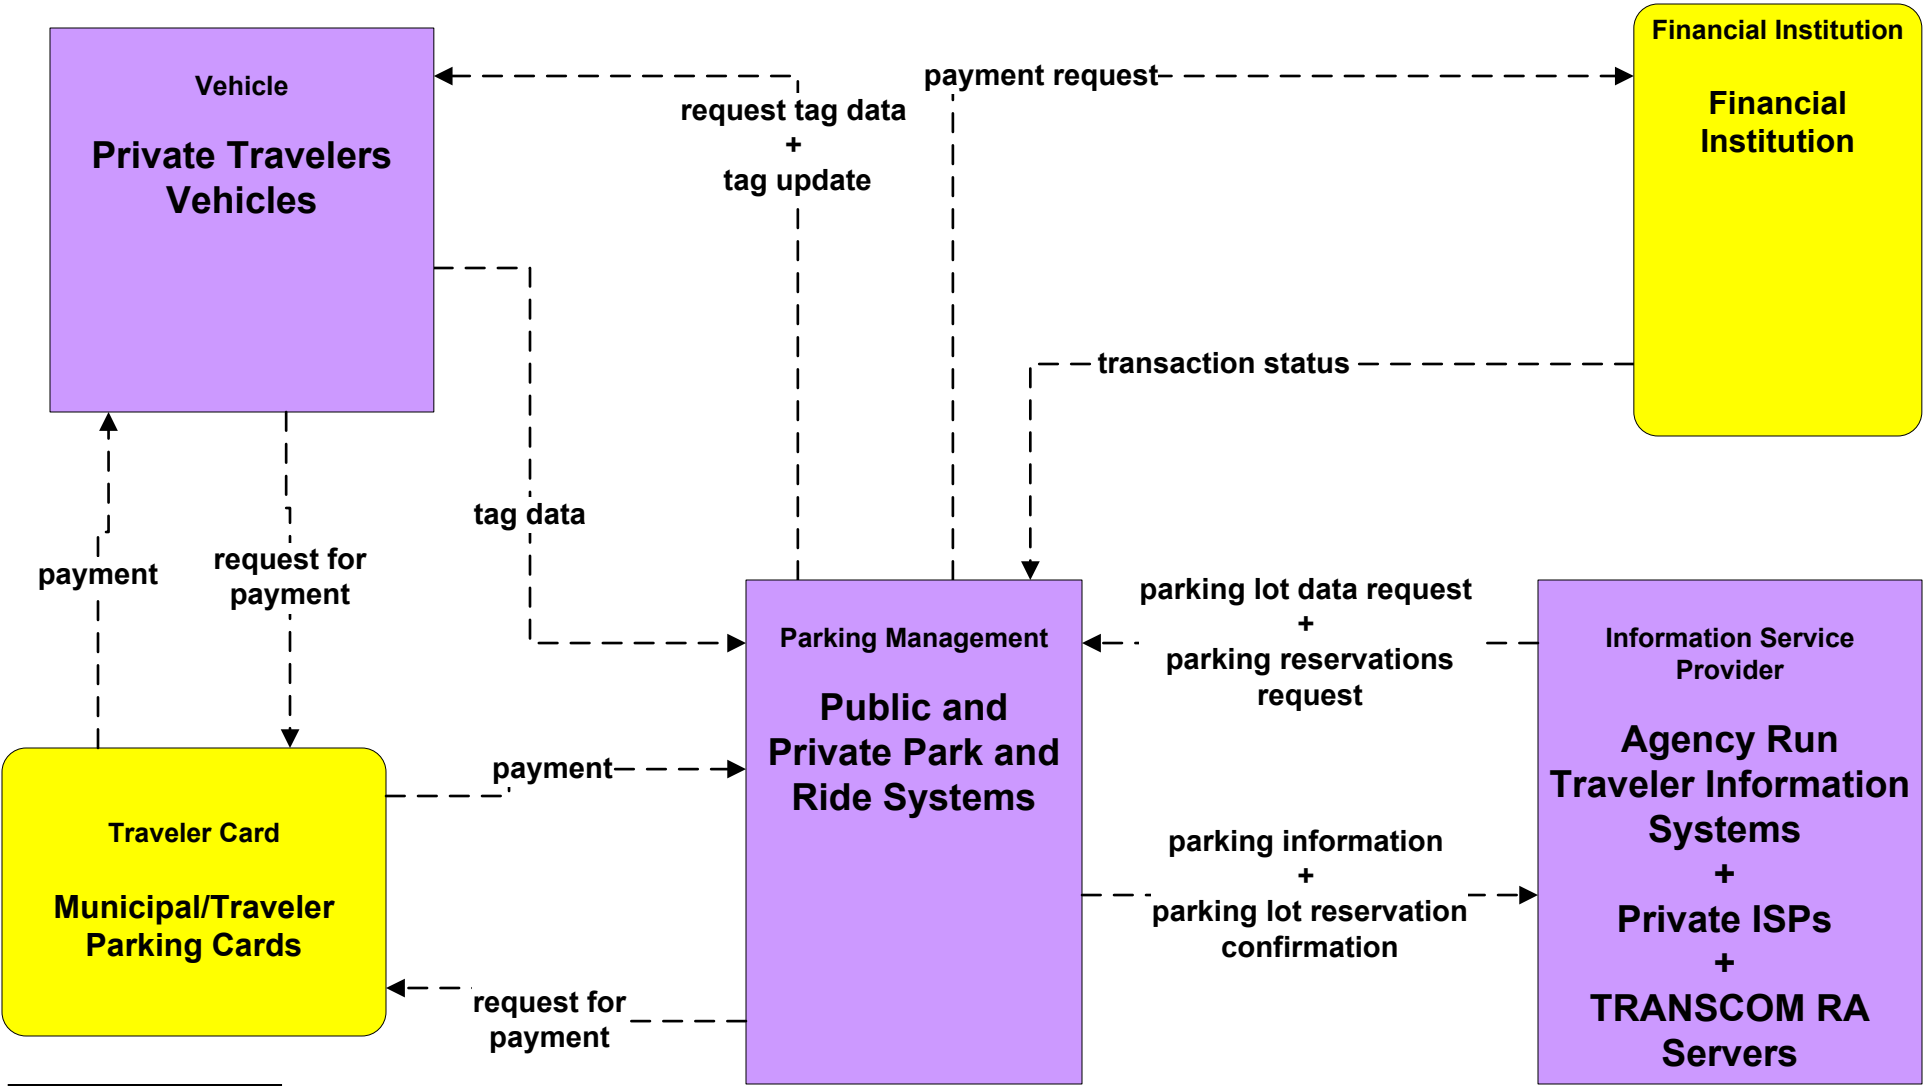 Vehicle
Private Travelers
Vehicles
request tag data
+
tag update
payment request
Financial Institution
Financial
Institution
transaction status
tag data
payment
request for
payment
Parking Management
Public and
Private Park and
Ride Systems
parking lot data request
+
parking reservations
request
Information Service
Provider
Agency Run
Traveler Information
Systems
+
Private ISPs
+
TRANSCOM RA
Servers
payment
Traveler Card
Municipal/Traveler
Parking Cards
parking information
+
parking lot reservation
confirmation
request for
payment